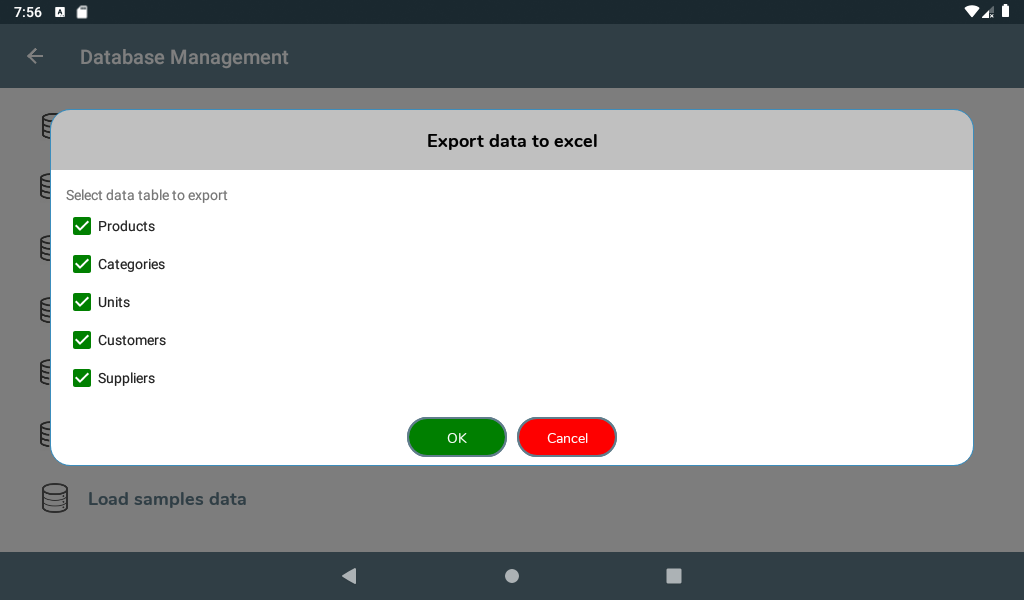 7:56
Database Management
Export data to excel
Select data table to export
Products
Categories
Units
Customers
Suppliers
OK
Cancel
Load samples data